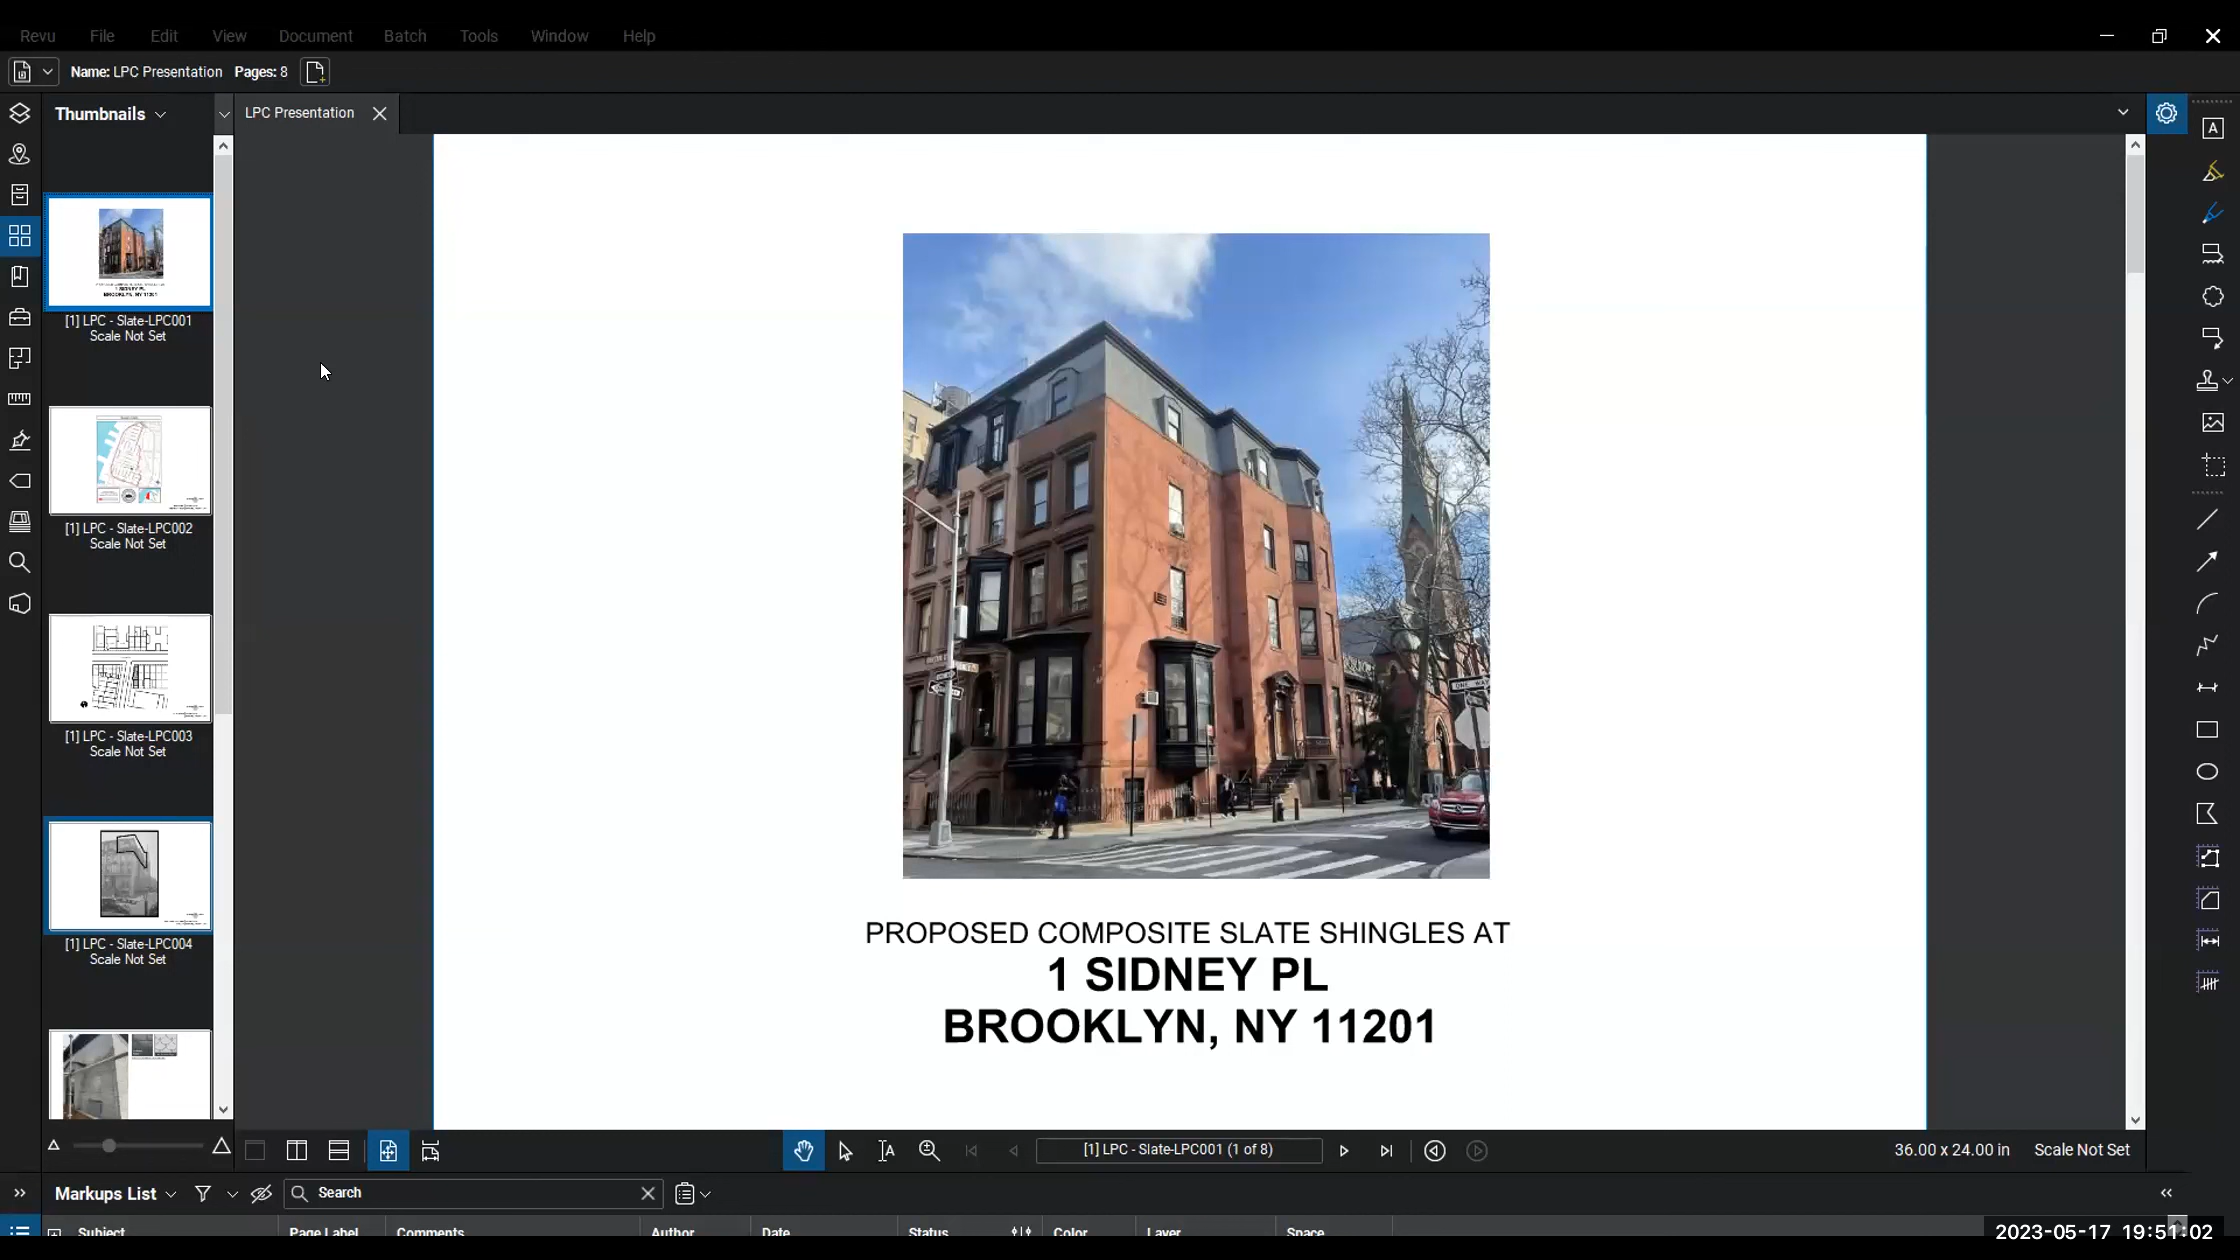 Revu File Edit View Document Batch Tools Window Help
Name: LPC Presentation Pages: 8
Thumbnails
LPC Presentation
[1] LPC - Slate-LPC001
Scale Not Set
[1] LPC - Slate-LPC002
Scale Not Set
[1] LPC - Slate-LPC003
Scale Not Set
[1] LPC - Slate-LPC004
Scale Not Set
ONE WAY
PROPOSED COMPOSITE SLATE SHINGLES AT
1 SIDNEY PL
BROOKLYN, NY 11201
[1] LPC - Slate-LPC001 (1 of 8)
36.00 x 24.00 in
Scale Not Set
Markups List
Search
Subject Page Label Comments Author Date Status Color Layer Space
2023-05-17 19:51:02